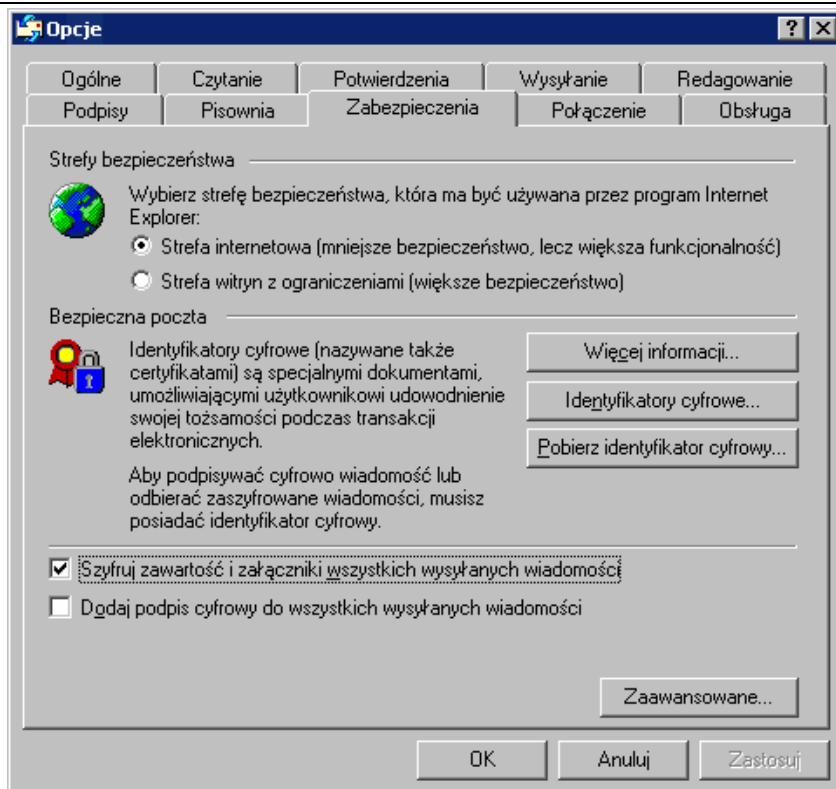 Opcje
Ogólne Czytanie Potwierdzenia Wysyłanie Redagowanie
Podpisy Pisownia Zabezpieczenia Połączenie Obsługa
Strefy bezpieczeństwa
Wybierz strefę bezpieczeństwa, która ma być używana przez program Internet
Explorer:
Strefa internetowa (mniejsze bezpieczeństwo, lecz większa funkcjonalność)
Strefa witryn z ograniczeniami (większe bezpieczeństwo)
Bezpieczna poczta
Identyfikatory cyfrowe (nazywane także
certyfikatami) są specjalnymi dokumentami,
umożliwiającymi użytkownikowi udowodnienie
swojej tożsamości podczas transakcji
elektronicznych.
Aby podpisywać cyfrowo wiadomość lub
odbierać zaszyfrowane wiadomości, musisz
posiadać identyfikator cyfrowy.
Więcej informacji...
Identyfikatory cyfrowe...
Pobierz identyfikator cyfrowy...
Szyfruj zawartość i załączniki wszystkich wysyłanych wiadomości
Dodaj podpis cyfrowy do wszystkich wysyłanych wiadomości
Zaawansowane...
OK Anuluj Zastosuj